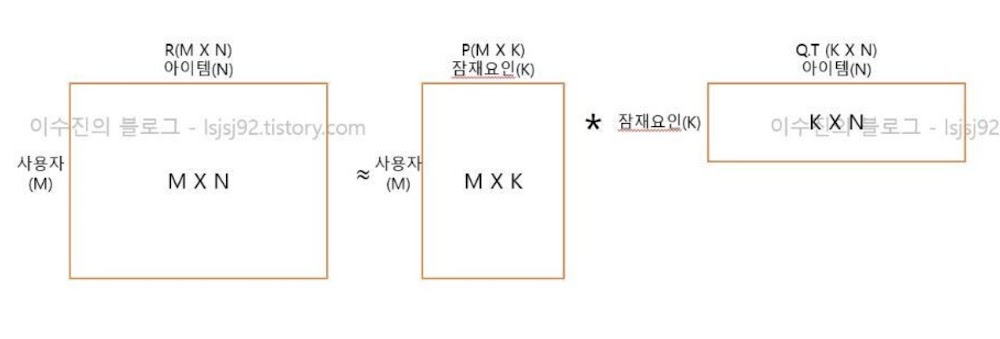 R(M X N)
아이템(N)
P(M X K)
잠재요인(K)
Q.T (K X N)
아이템(N)
이수진의 블로그 - lsjsj92.tistory.com
이수진의 블로그 - lsjsj92
* 잠재요인(K)
K X N
사용자
(M)
M X N
≈
사용자
(M)
M X K